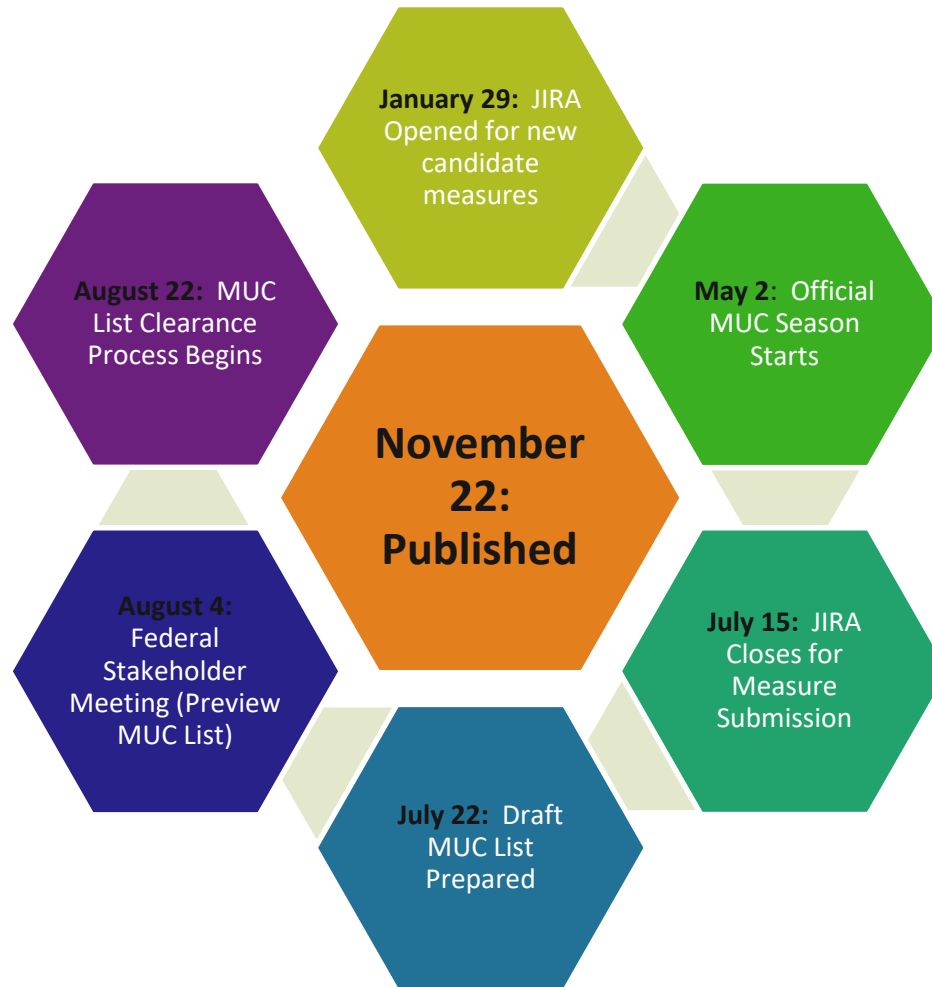 January 29: JIRA
Opened for new
candidate
measures
May 2: Official
MUC Season
Starts
July 15: JIRA
Closes for
Measure
Submission
July 22: Draft
MUC List
Prepared
August 4:
Federal
Stakeholder
Meeting (Preview
MUC List)
August 22: MUC
List Clearance
Process Begins
November
22:
Published